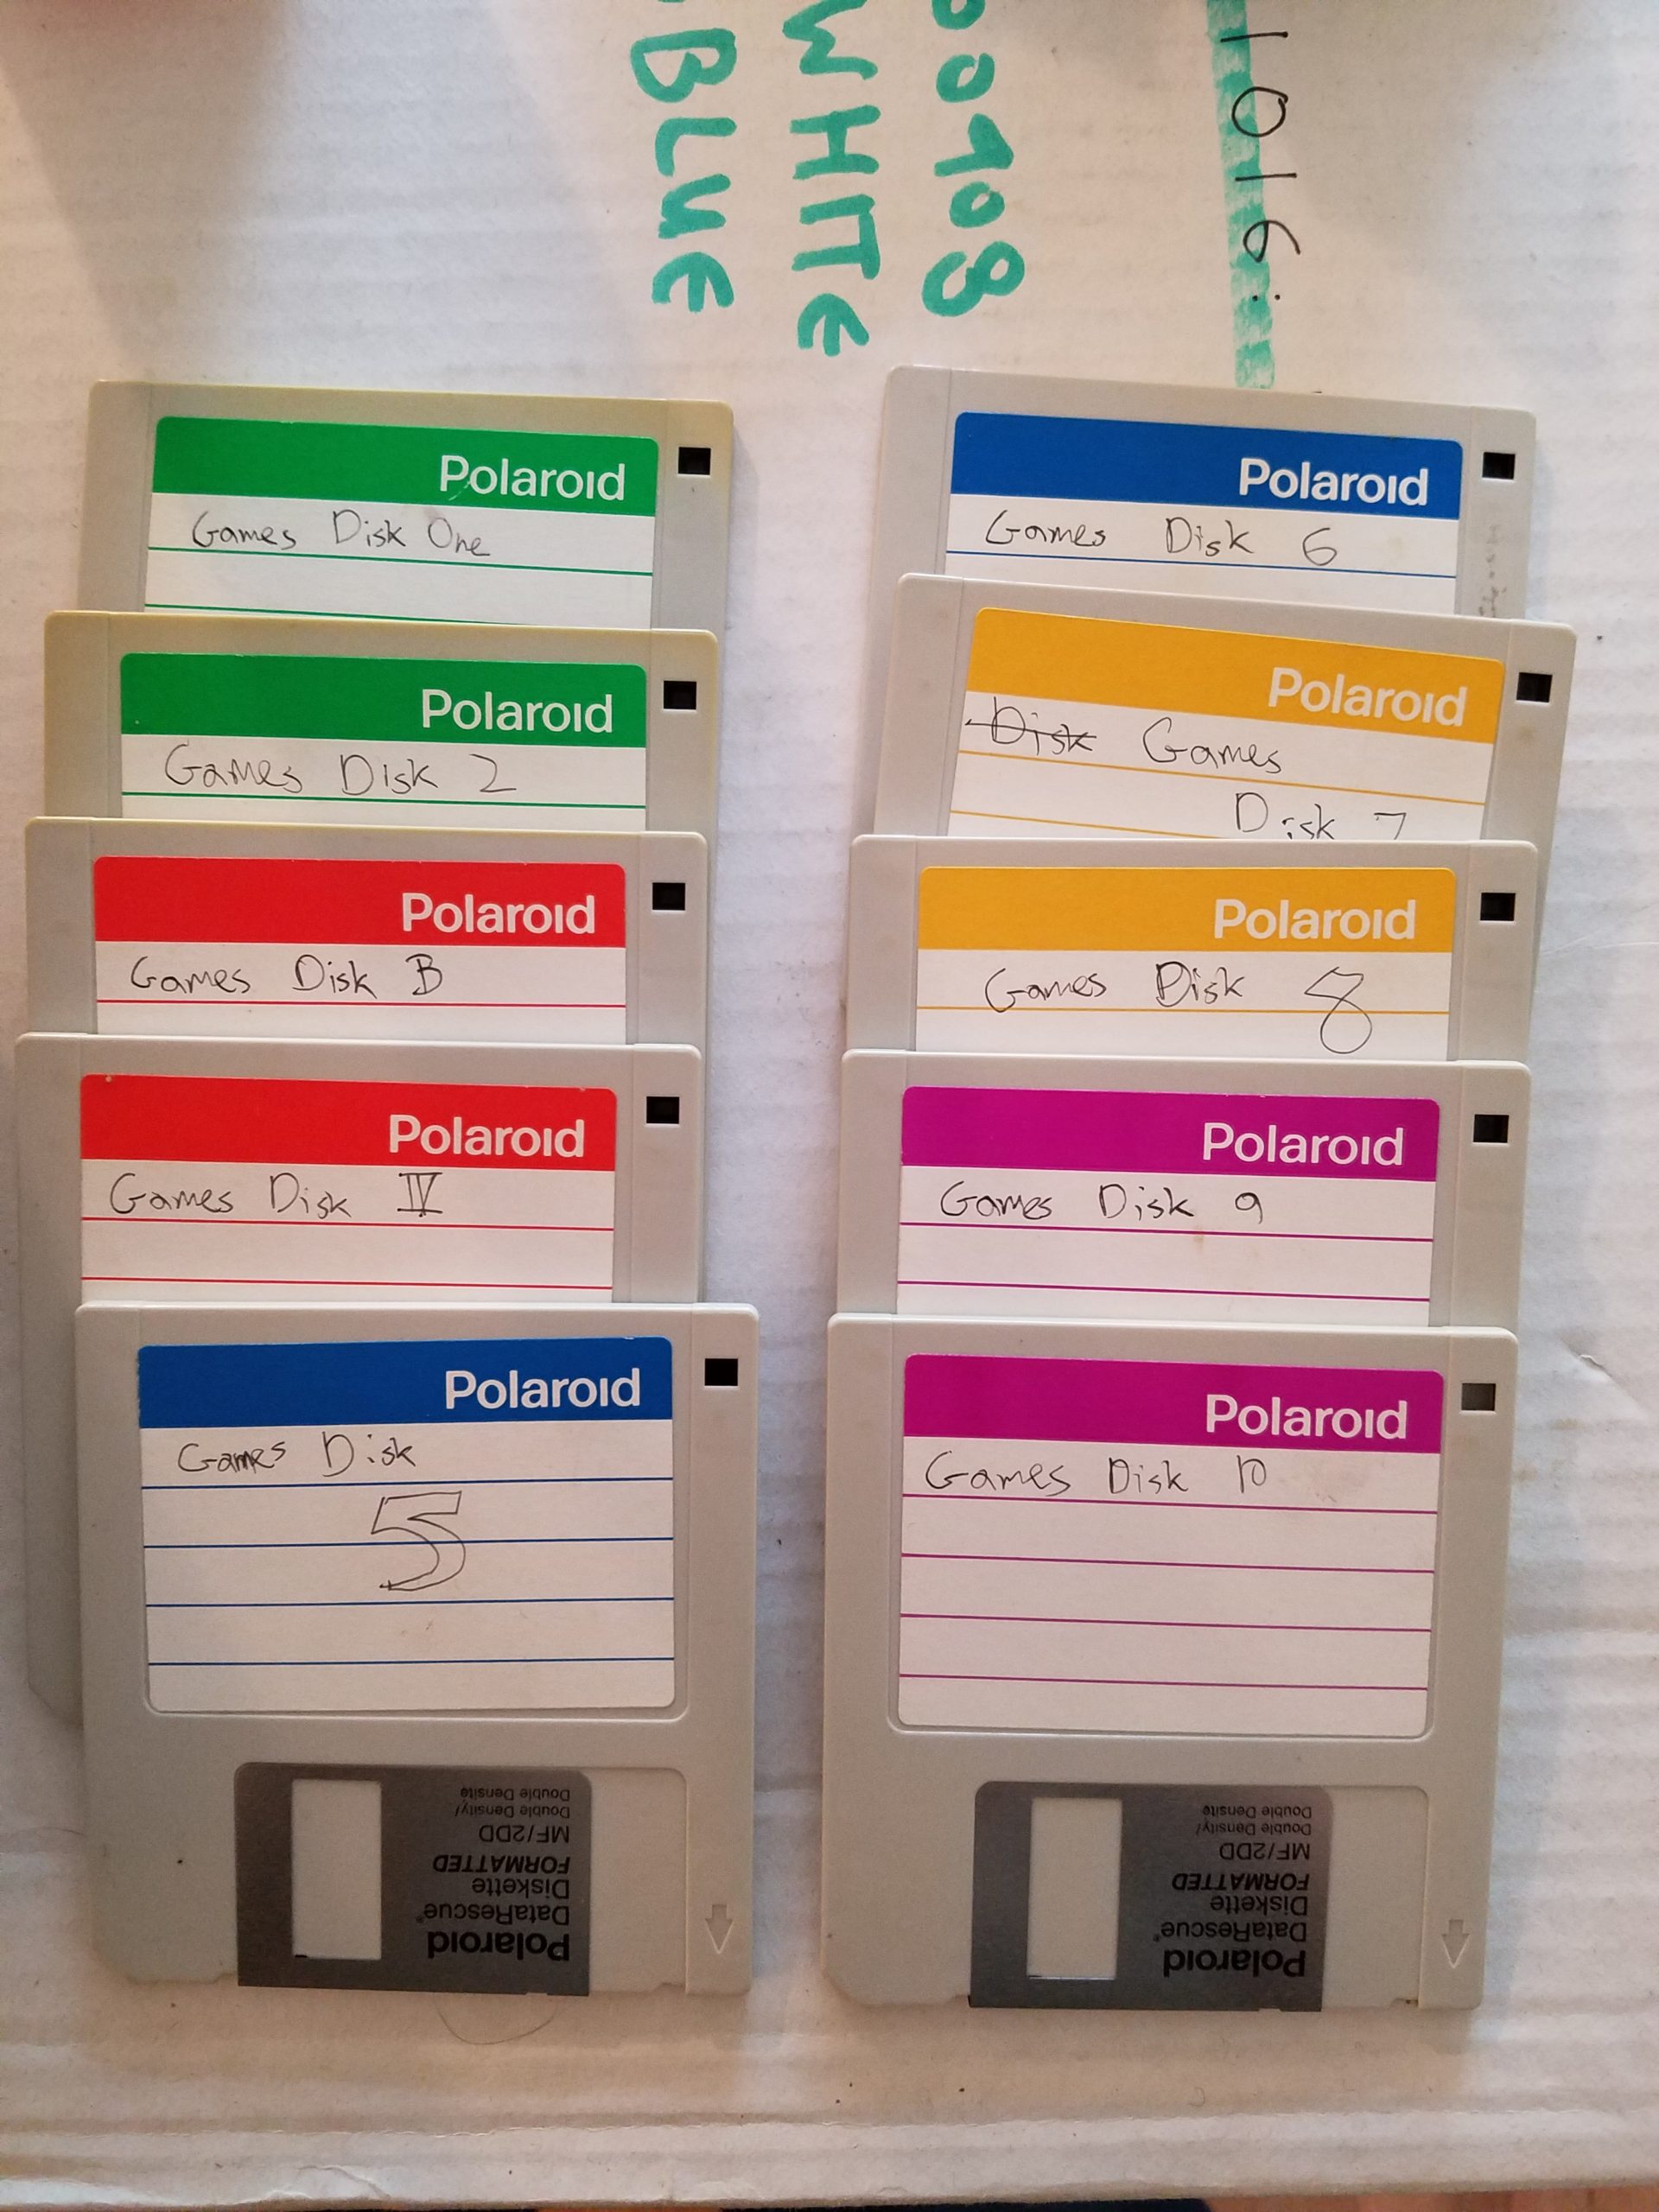 BLUE
WHITE
1016.
Polaroid
Games Disk One
Polaroid
Games Disk 2
Polaroid
Games Disk B
Polaroid
Games Disk IV
Polaroid
Games Disk
5
Polaroid
DataRescue®
Diskette
FORMATTED
MF/2DD
Double Density/
Double Densité
Polaroid
Games Disk 6
Polaroid
Disk Games
Disk 7
Polaroid
Games Disk 8
Polaroid
Games Disk 9
Polaroid
Games Disk 10
Polaroid
DataRescue®
Diskette
FORMATTED
MF/2DD
Double Density/
Double Densité